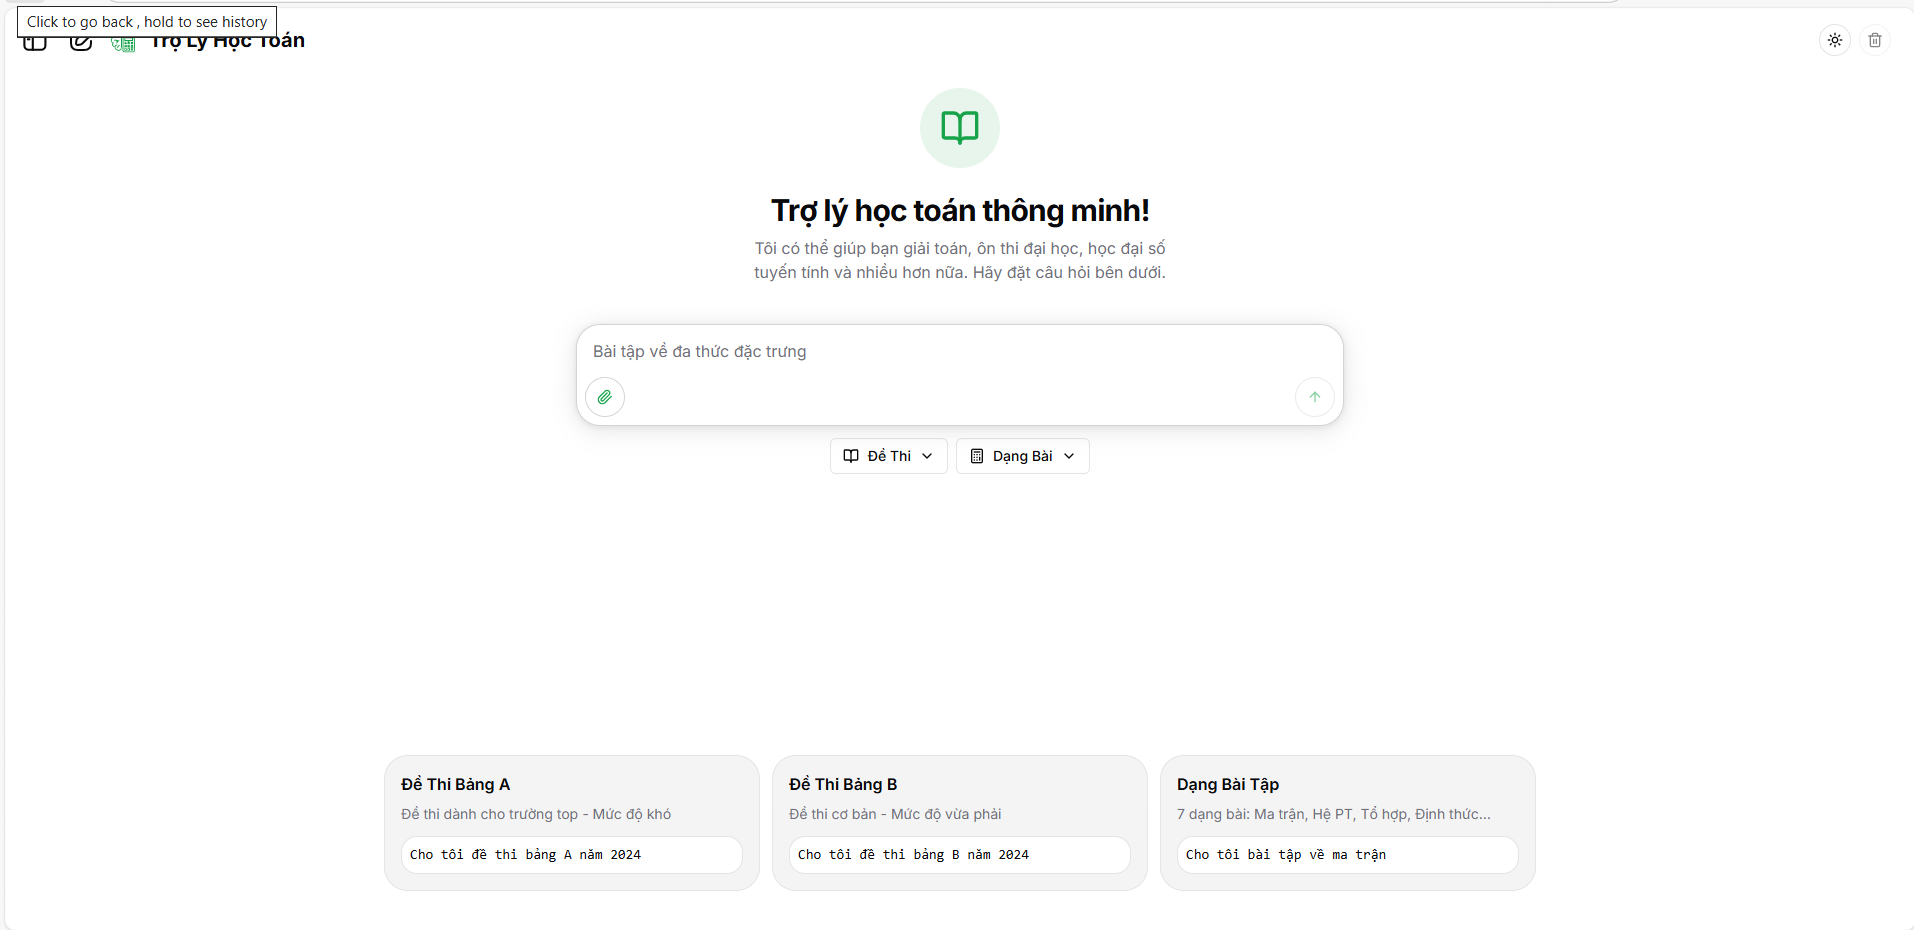 Click to go back, hold to see history
Trợ Lý Học Toán
Trợ lý học toán thông minh!
Tôi có thể giúp bạn giải toán, ôn thi đại học, học đại số
tuyến tính và nhiều hơn nữa. Hãy đặt câu hỏi bên dưới.
Bài tập về đa thức đặc trưng
Đề Thi
Dạng Bài
Đề Thi Bảng A
Đề thi dành cho trường top - Mức độ khó
Cho tôi đề thi bảng A năm 2024
Đề Thi Bảng B
Đề thi cơ bản - Mức độ vừa phải
Cho tôi đề thi bảng B năm 2024
Dạng Bài Tập
7 dạng bài: Ma trận, Hệ PT, Tổ hợp, Định thức...
Cho tôi bài tập về ma trận